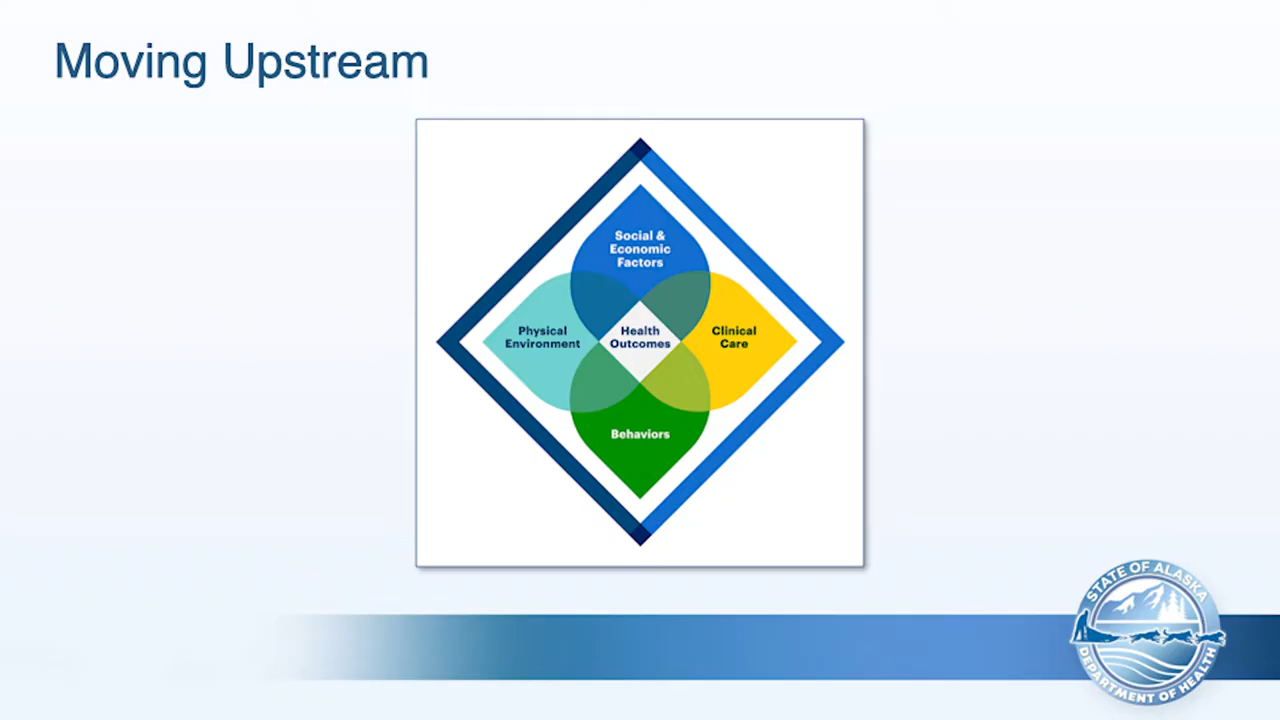 Moving Upstream
Social &
Economic
Factors
Physical
Environment
Health
Outcomes
Clinical
Care
Behaviors
STATE OF ALASKA
DEPARTMENT OF HEALTH